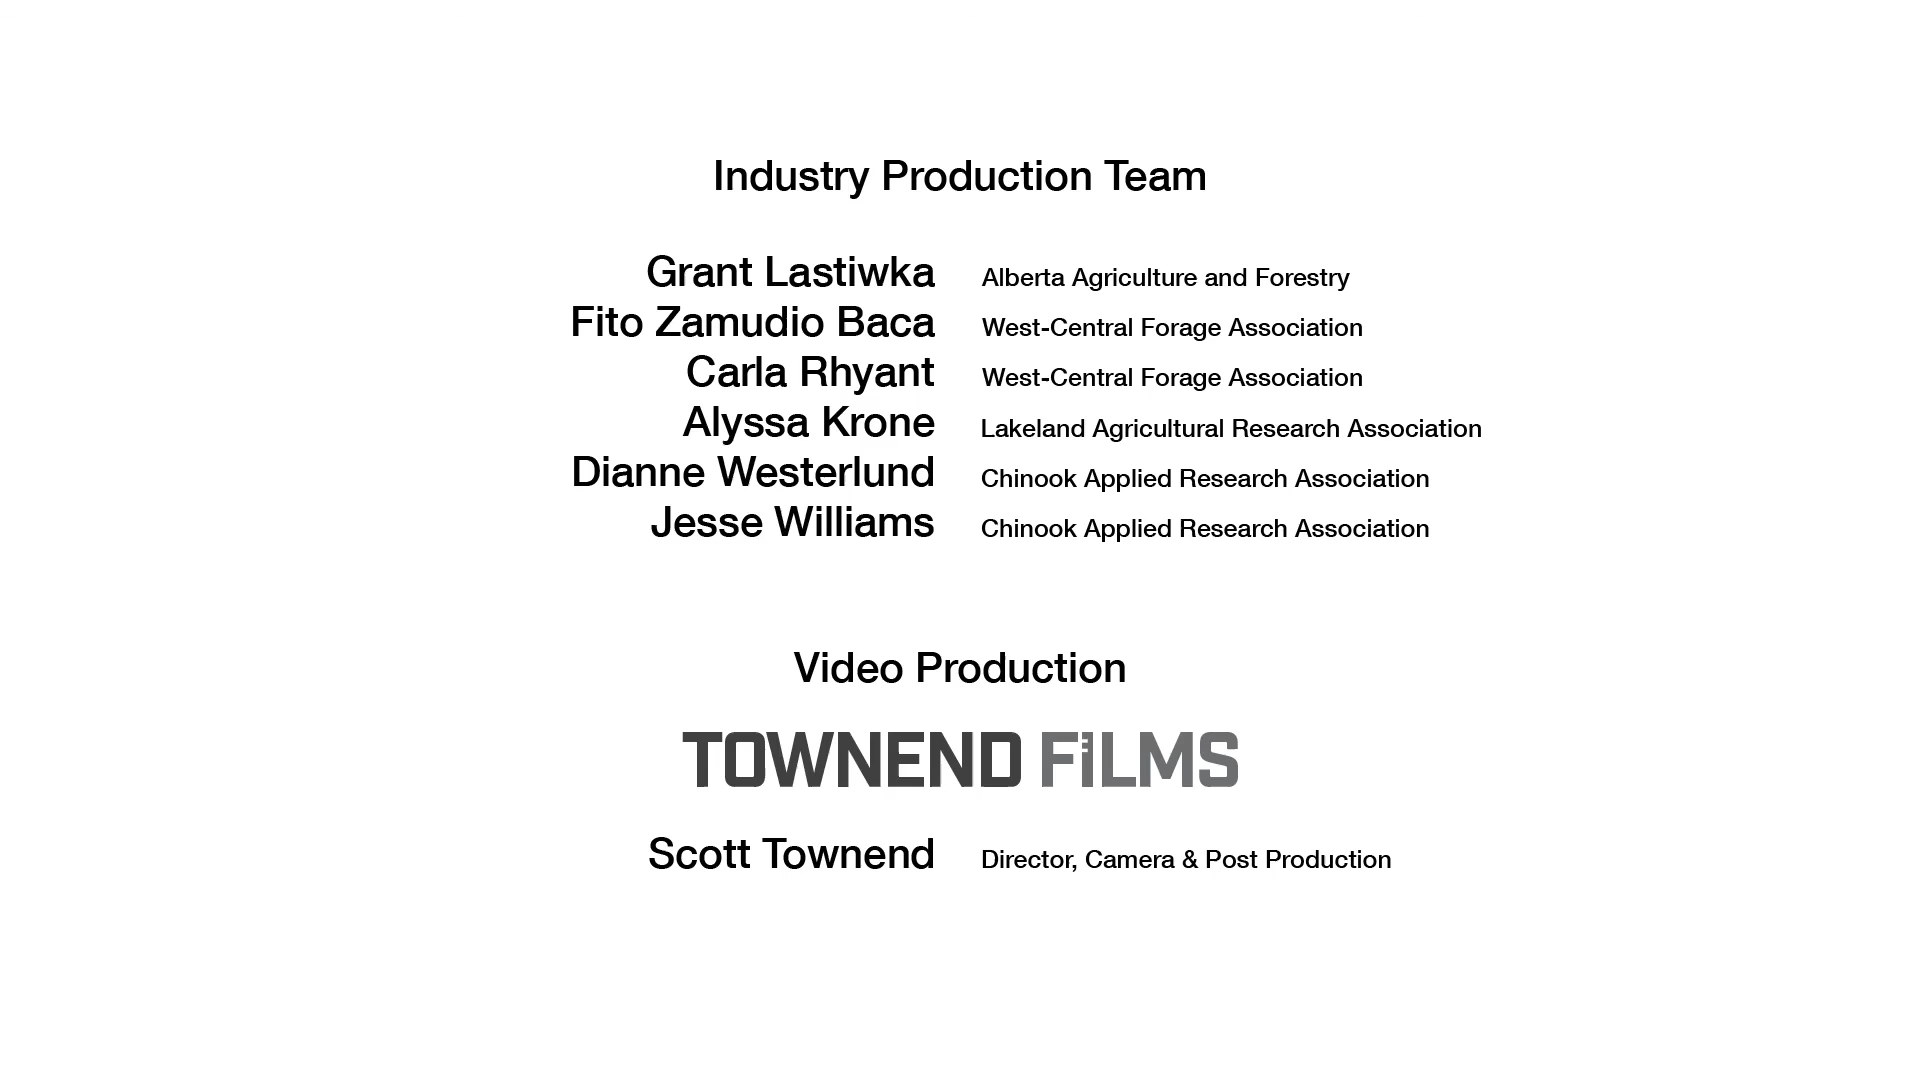 Industry Production Team
Grant Lastiwka Alberta Agriculture and Forestry
Fito Zamudio Baca West-Central Forage Association
Carla Rhyant West-Central Forage Association
Alyssa Krone Lakeland Agricultural Research Association
Dianne Westerlund Chinook Applied Research Association
Jesse Williams Chinook Applied Research Association
Video Production
TOWNEND FiLMS
Scott Townend Director, Camera & Post Production